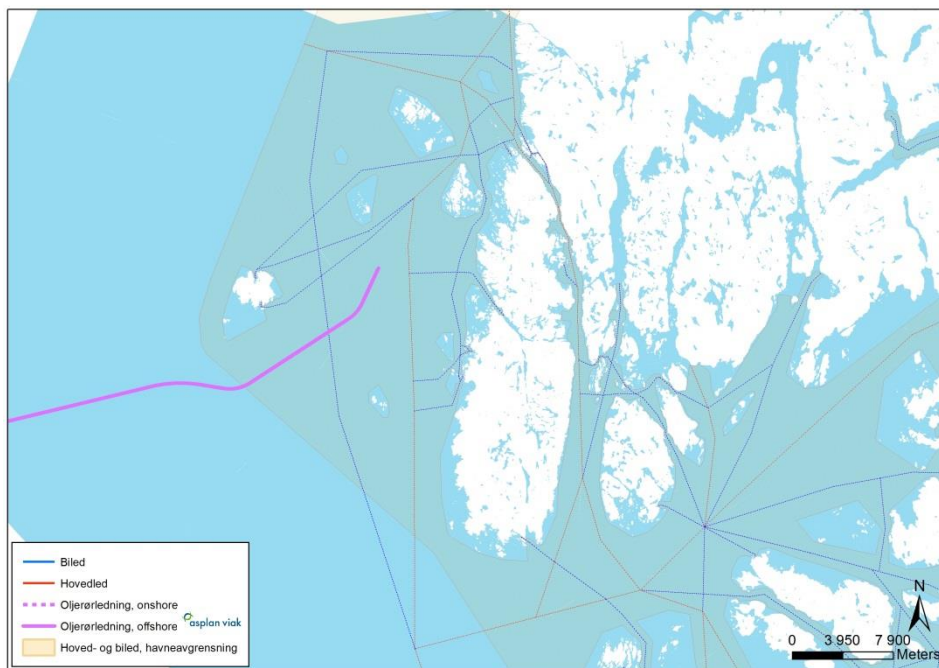 Biled
Hovedled
Oljerørledning, onshore
Oljerørledning, offshore
asplan viak
Hoved- og biled, havneavgrensning
N
0 3 950 7 900
Meters